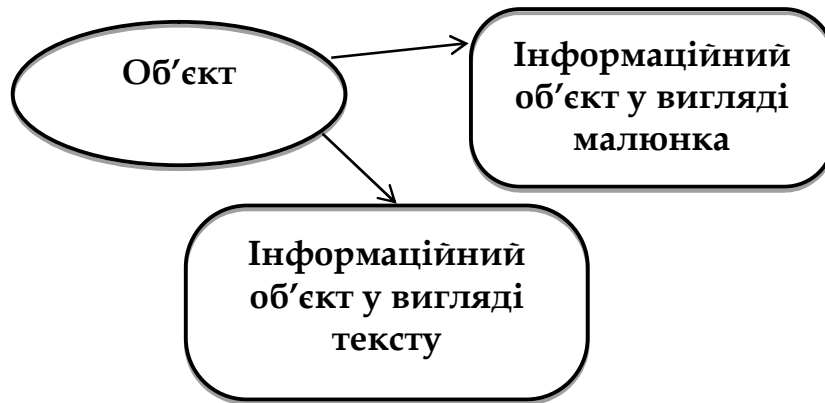 Об’єкт
Інформаційний
об’єкт у вигляді
малюнка
Інформаційний
об’єкт у вигляді
тексту